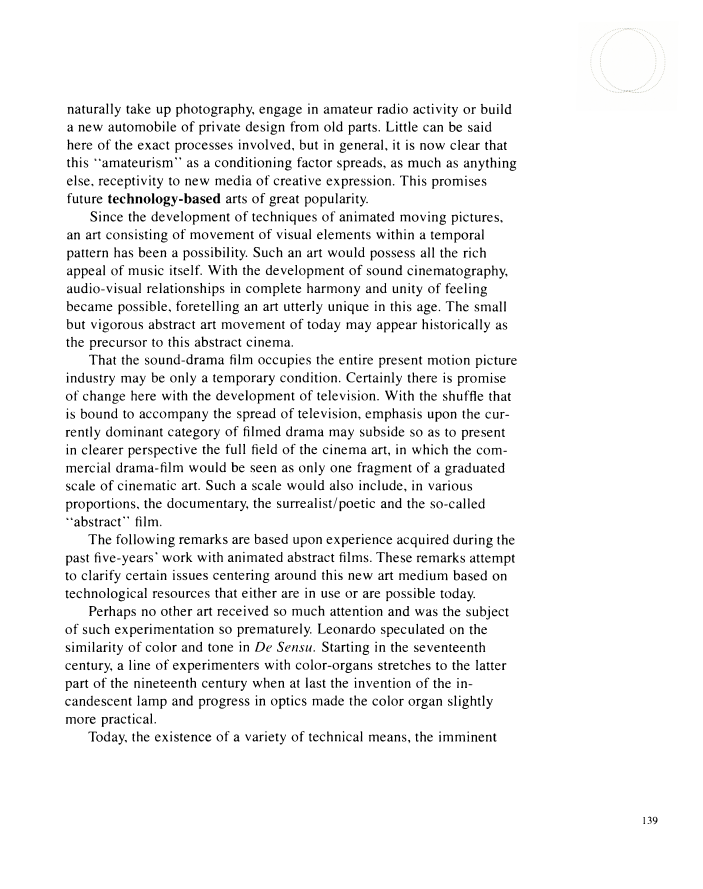 naturally take up photography, engage in amateur radio activity or build
a new automobile of private design from old parts. Little can be said
here of the exact processes involved, but in general, it is now clear that
this “amateurism” as a conditioning factor spreads, as much as anything
else, receptivity to new media of creative expression. This promises
future technology-based arts of great popularity.
Since the development of techniques of animated moving pictures,
an art consisting of movement of visual elements within a temporal
pattern has been a possibility. Such an art would possess all the rich
appeal of music itself. With the development of sound cinematography,
audio-visual relationships in complete harmony and unity of feeling
became possible, foretelling an art utterly unique in this age. The small
but vigorous abstract art movement of today may appear historically as
the precursor to this abstract cinema.
That the sound-drama film occupies the entire present motion picture
industry may be only a temporary condition. Certainly there is promise
of change here with the development of television. With the shuffle that
is bound to accompany the spread of television, emphasis upon the cur-
rently dominant category of filmed drama may subside so as to present
in clearer perspective the full field of the cinema art, in which the com-
mercial drama-film would be seen as only one fragment of a graduated
scale of cinematic art. Such a scale would also include, in various
proportions, the documentary, the surrealist/poetic and the so-called
“abstract” film.
The following remarks are based upon experience acquired during the
past five-years' work with animated abstract films. These remarks attempt
to clarify certain issues centering around this new art medium based on
technological resources that either are in use or are possible today.
Perhaps no other art received so much attention and was the subject
of such experimentation so prematurely. Leonardo speculated on the
similarity of color and tone in De Sensu. Starting in the seventeenth
century, a line of experimenters with color-organs stretches to the latter
part of the nineteenth century when at last the invention of the in-
candescent lamp and progress in optics made the color organ slightly
more practical.
Today, the existence of a variety of technical means, the imminent
139